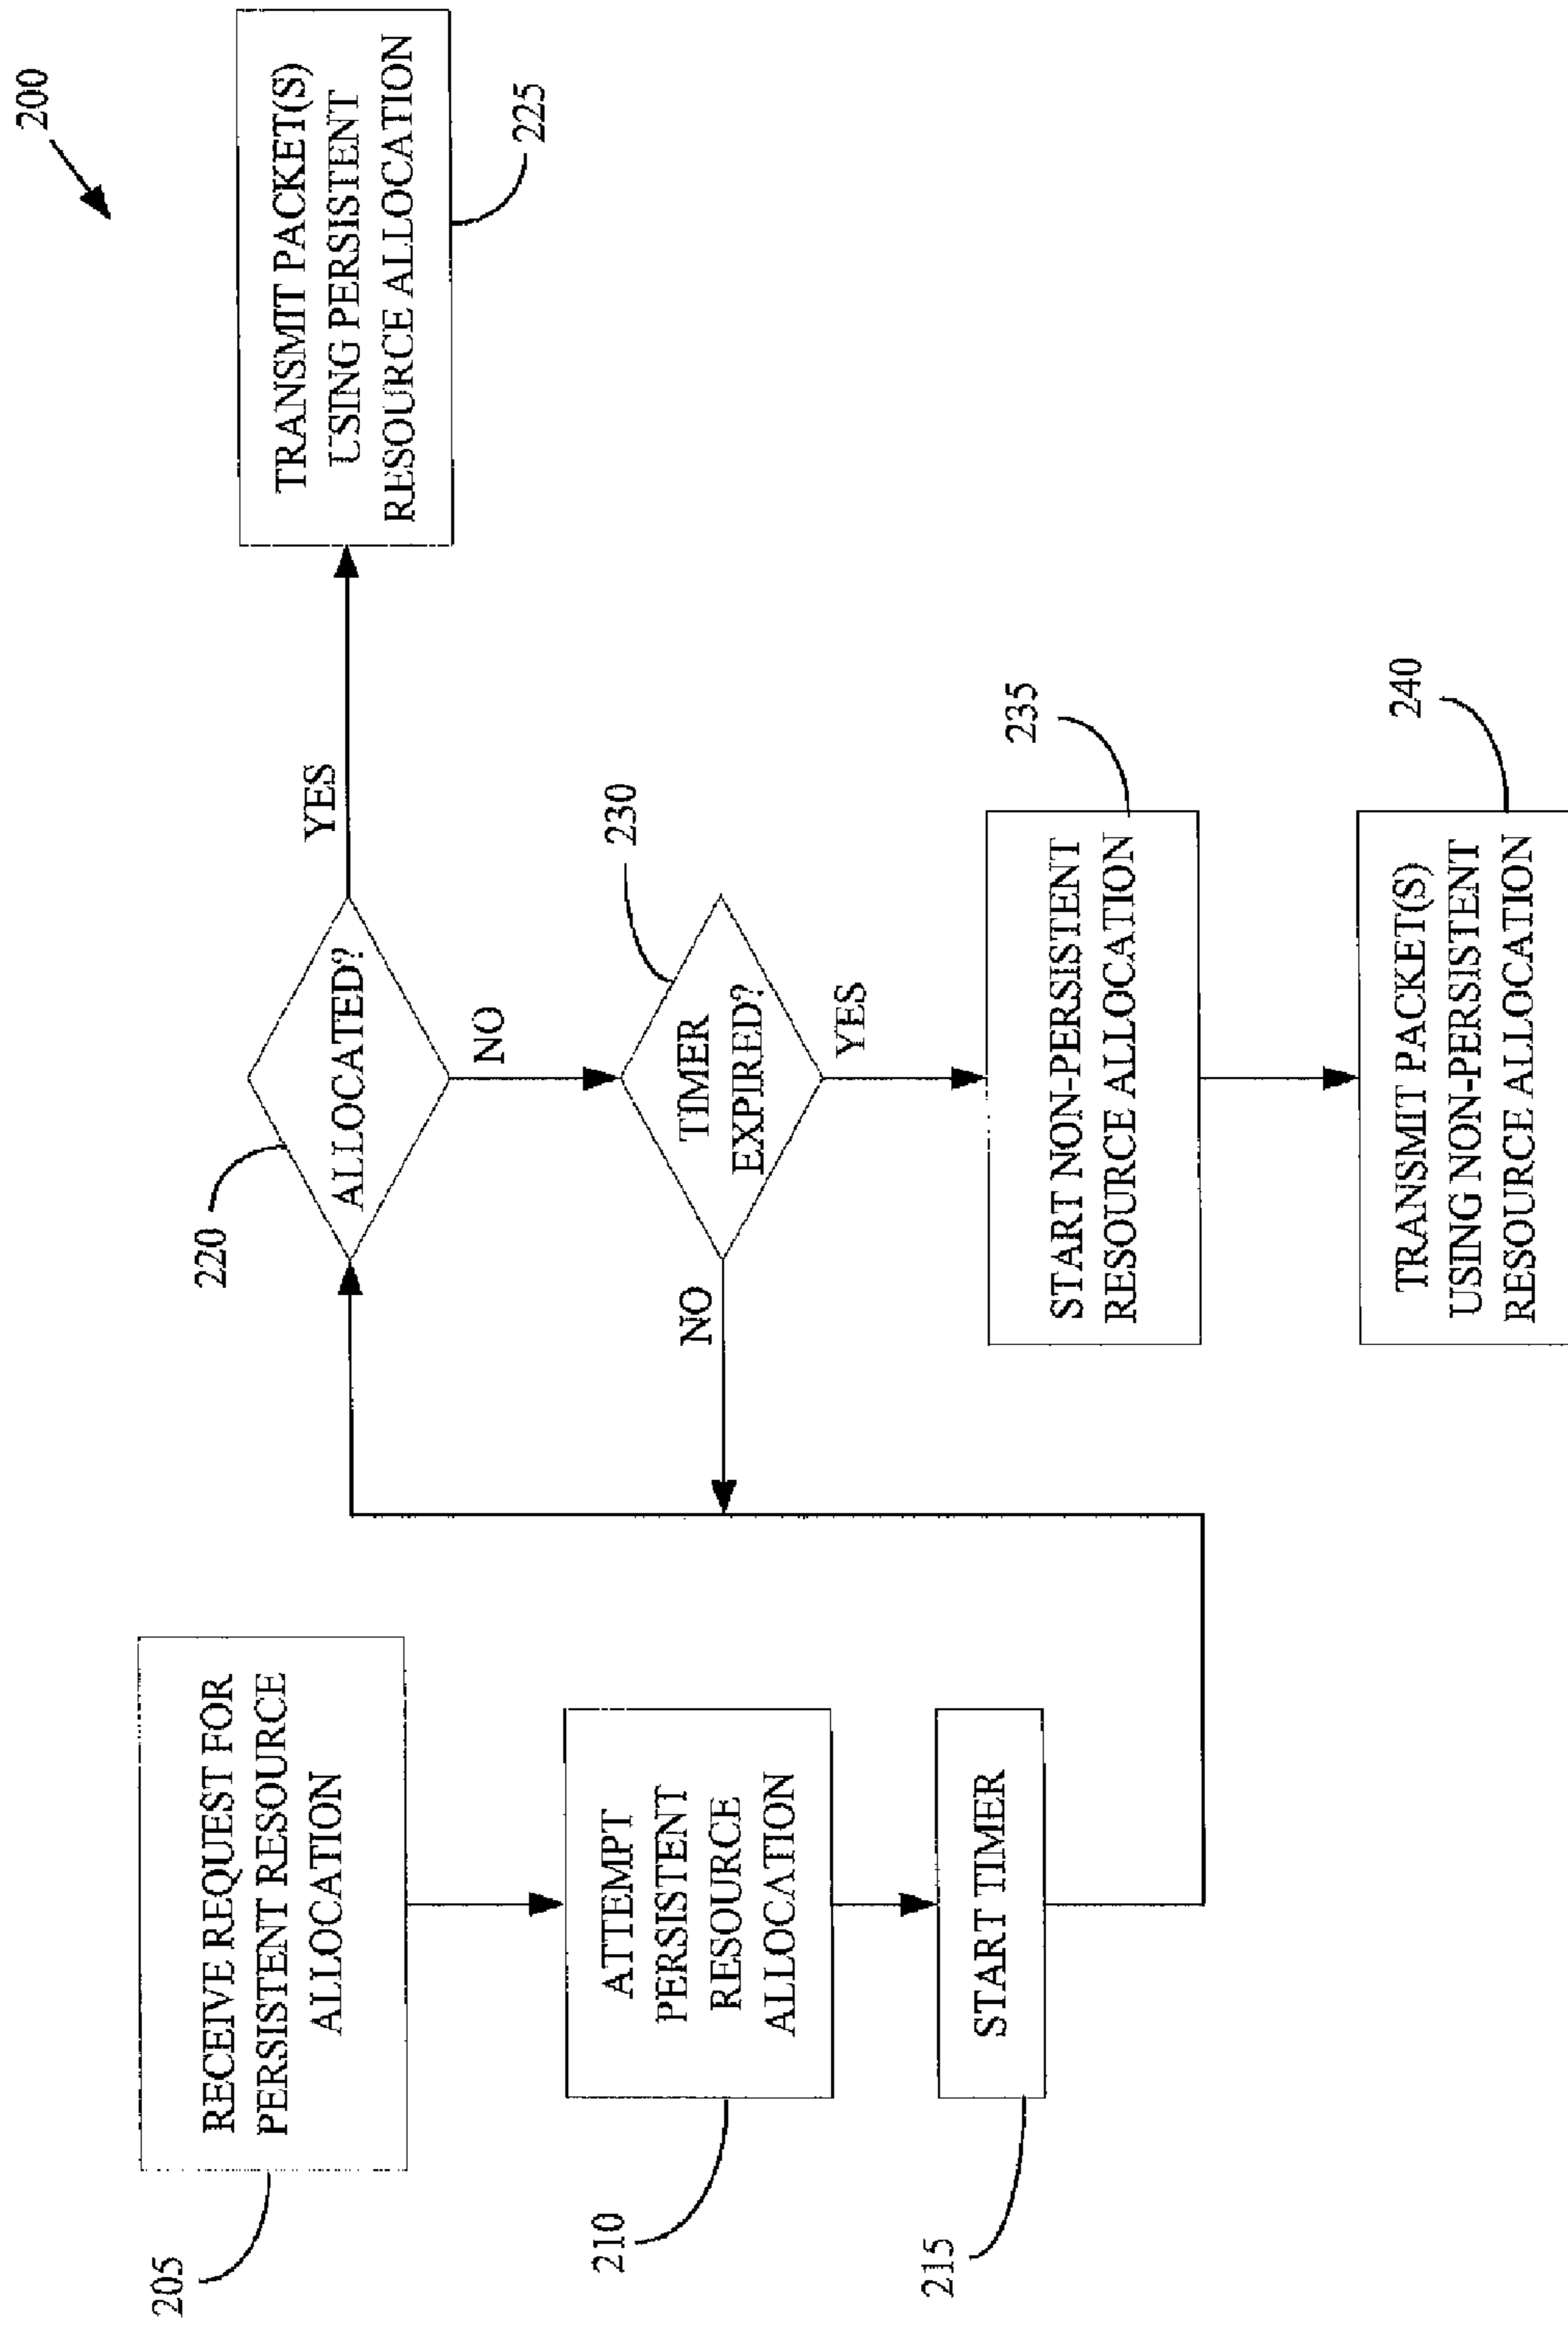 200
205
RECEIVE REQUEST FOR
PERSISTENT RESOURCE
ALLOCATION
210
ATTEMPT
PERSISTENT
RESOURCE
ALLOCATION
215
START TIMER
220
ALLOCATED?
YES
TRANSMIT PACKET(S)
USING PERSISTENT
RESOURCE ALLOCATION
225
NO
230
TIMER
EXPIRED?
NO
YES
235
START NON-PERSISTENT
RESOURCE ALLOCATION
240
TRANSMIT PACKET(S)
USING NON-PERSISTENT
RESOURCE ALLOCATION